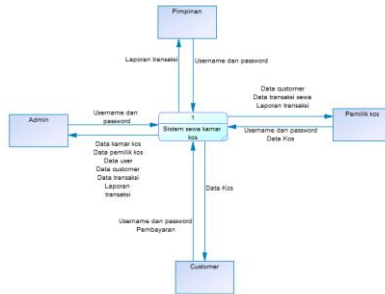 Pimpinan
Laporan transaksi
Username dan password
Data customer
Data transaksi sewa
Laporan transaksi
Admin
Username dan
password
1
Sistem sewa kamar
kos
Pemilik kos
Username dan password
Data Kos
Data kamar kos
Data pemilik kos
Data user
Data customer
Data transaksi
Laporan
transaksi
Data Kos
Username dan password
Pembayaran
Customer